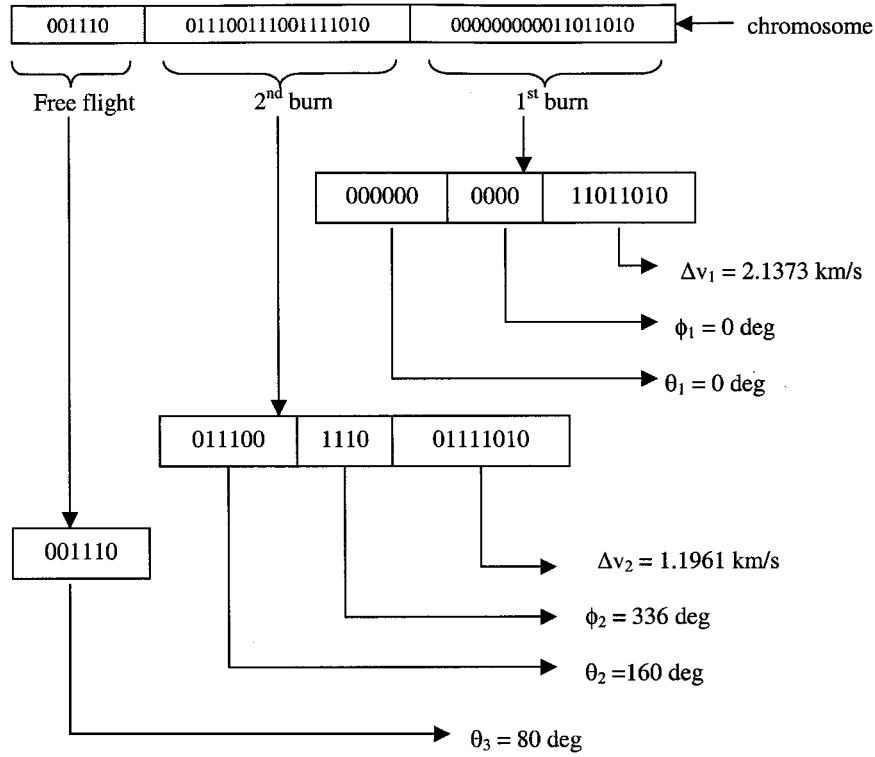 001110 011100111001111010 000000000011011010 chromosome
Free flight 2nd burn 1st burn
000000 0000 11011010
Δv1 = 2.1373 km/s
ϕ1 = 0 deg
θ1 = 0 deg
011100 1110 01111010
001110
Δv2 = 1.1961 km/s
ϕ2 = 336 deg
θ2 =160 deg
θ3 = 80 deg